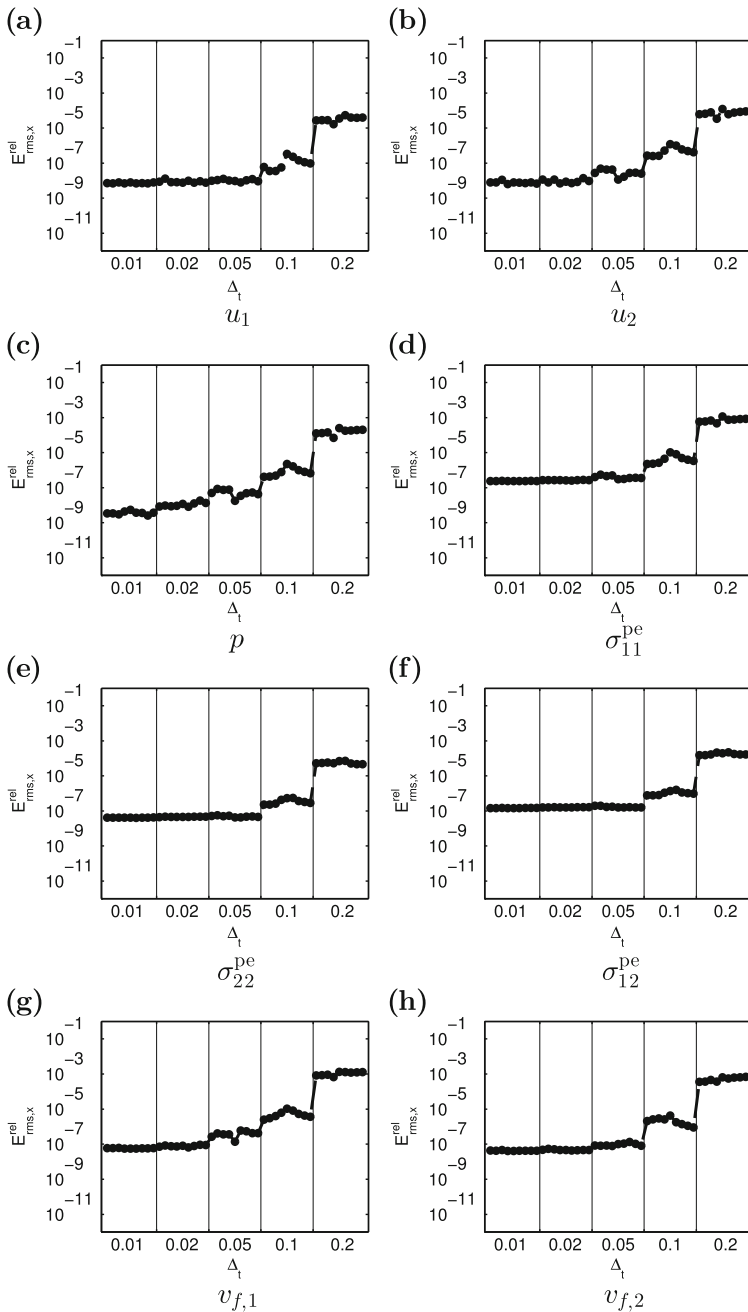 (a)
10⁻¹
10⁻³
10⁻⁵
10⁻⁷
10⁻⁹
10⁻¹¹
E^rel_rms,x
0.01 0.02 0.05 0.1 0.2
Δ_t
u₁
(b)
10⁻¹
10⁻³
10⁻⁵
10⁻⁷
10⁻⁹
10⁻¹¹
E^rel_rms,x
0.01 0.02 0.05 0.1 0.2
Δ_t
u₂
(c)
10⁻¹
10⁻³
10⁻⁵
10⁻⁷
10⁻⁹
10⁻¹¹
E^rel_rms,x
0.01 0.02 0.05 0.1 0.2
Δ_t
p
(d)
10⁻¹
10⁻³
10⁻⁵
10⁻⁷
10⁻⁹
10⁻¹¹
E^rel_rms,x
0.01 0.02 0.05 0.1 0.2
Δ_t
σ^pe_11
(e)
10⁻¹
10⁻³
10⁻⁵
10⁻⁷
10⁻⁹
10⁻¹¹
E^rel_rms,x
0.01 0.02 0.05 0.1 0.2
Δ_t
σ^pe_22
(f)
10⁻¹
10⁻³
10⁻⁵
10⁻⁷
10⁻⁹
10⁻¹¹
E^rel_rms,x
0.01 0.02 0.05 0.1 0.2
Δ_t
σ^pe_12
(g)
10⁻¹
10⁻³
10⁻⁵
10⁻⁷
10⁻⁹
10⁻¹¹
E^rel_rms,x
0.01 0.02 0.05 0.1 0.2
Δ_t
v_f,1
(h)
10⁻¹
10⁻³
10⁻⁵
10⁻⁷
10⁻⁹
10⁻¹¹
E^rel_rms,x
0.01 0.02 0.05 0.1 0.2
Δ_t
v_f,2